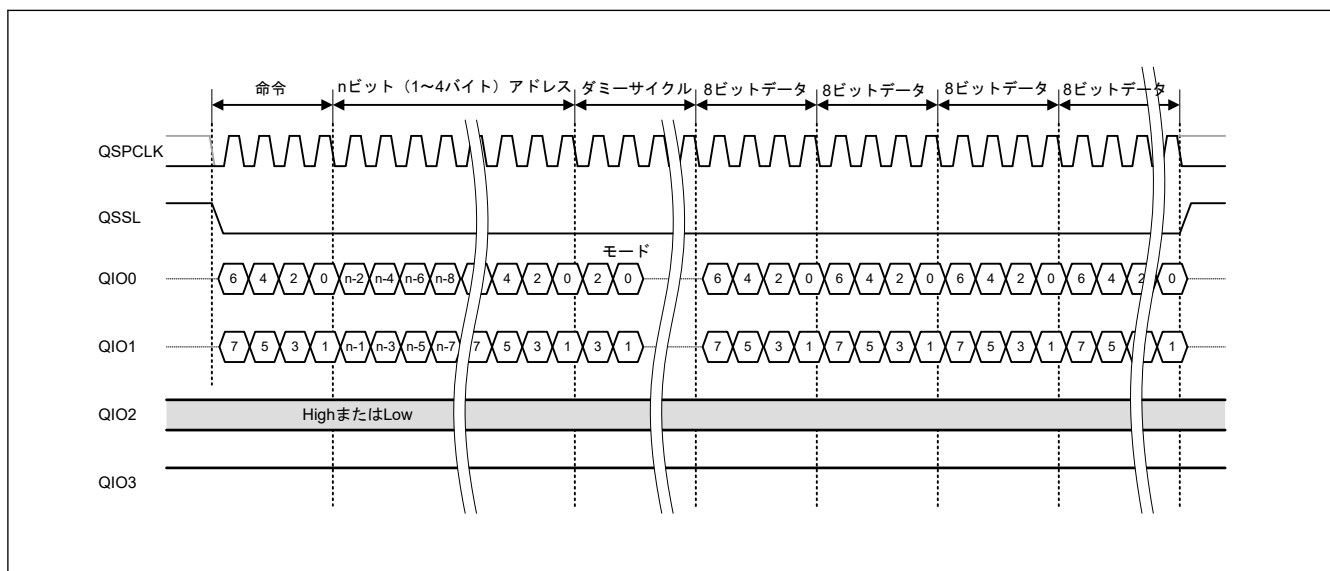 命令 nビット（1～4バイト）アドレス ダミーサイクル 8ビットデータ 8ビットデータ 8ビットデータ 8ビットデータ
QSPCLK
QSSL
モード
QIO0 6 4 2 0 n-2 n-4 n-6 n-8 4 2 0 2 0 6 4 2 0 6 4 2 0 6 4 2 0 6 4 2 0
QIO1 7 5 3 1 n-1 n-3 n-5 n-7 7 5 3 1 3 1 7 5 3 1 7 5 3 1 7 5 3 1 7 5 1
QIO2 HighまたはLow
QIO3